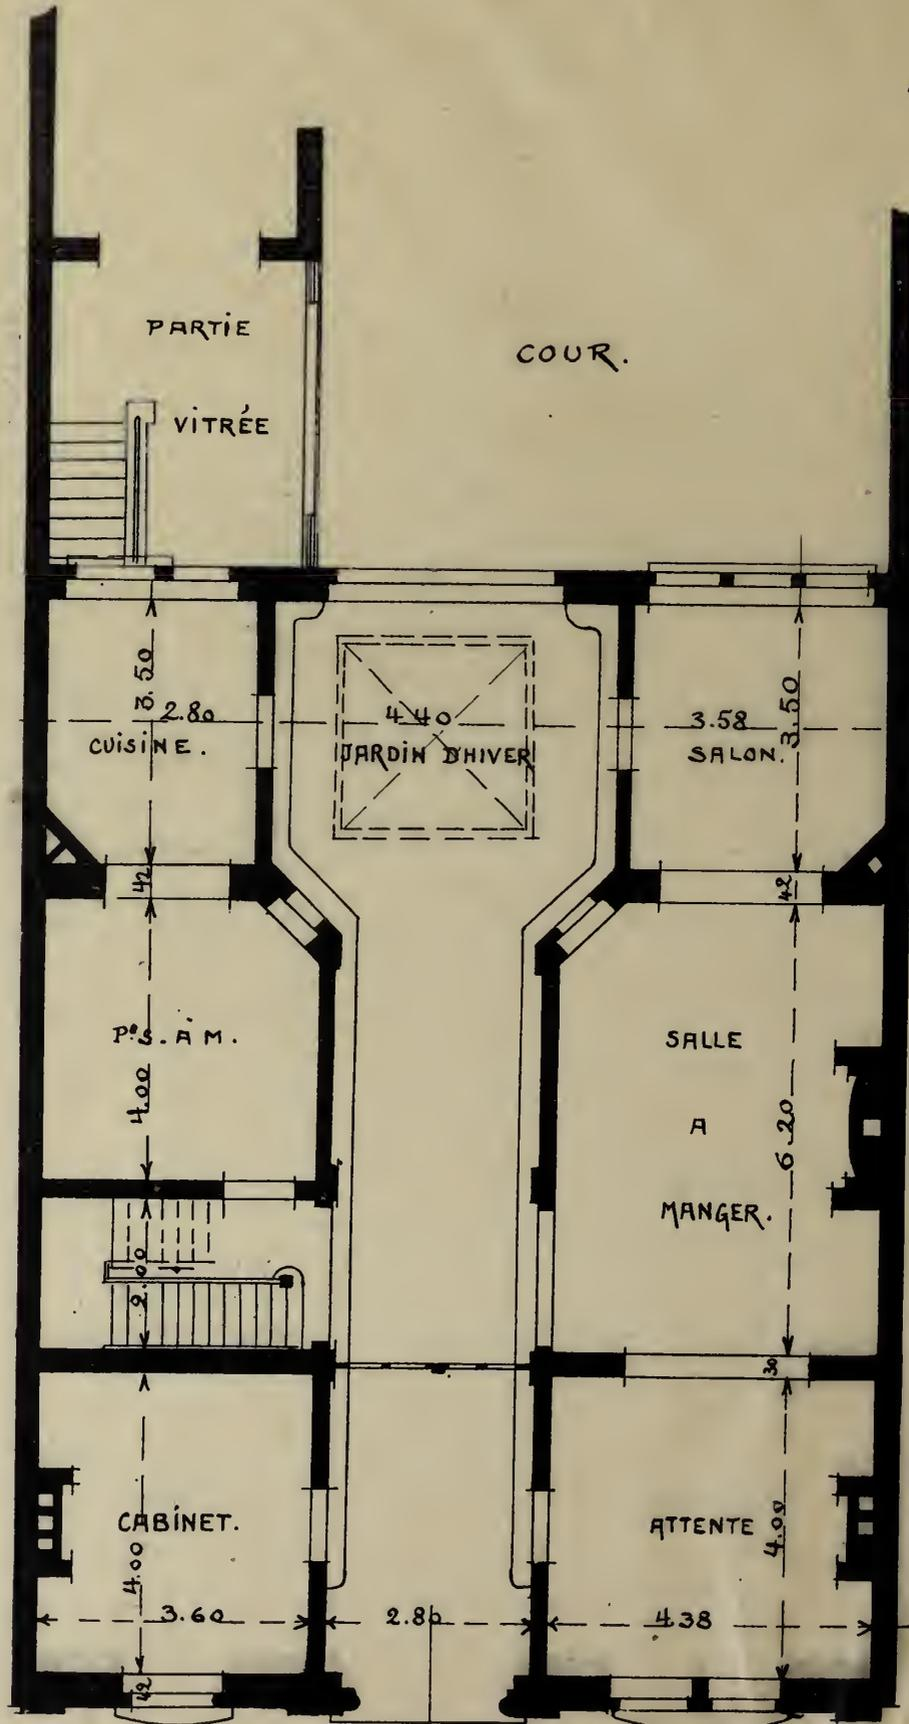 PARTIE
VITRÉE
COUR.
3.50
2.80
CUISINE.
4.40
JARDIN D'HIVER
3.58
3.50
SALON.
42
42
Pte S. À M.
4.00
SALLE
A
MANGER.
6.20
2.00
30
CABINET.
4.00
ATTENTE
4.00
3.60
2.80
4.38
42